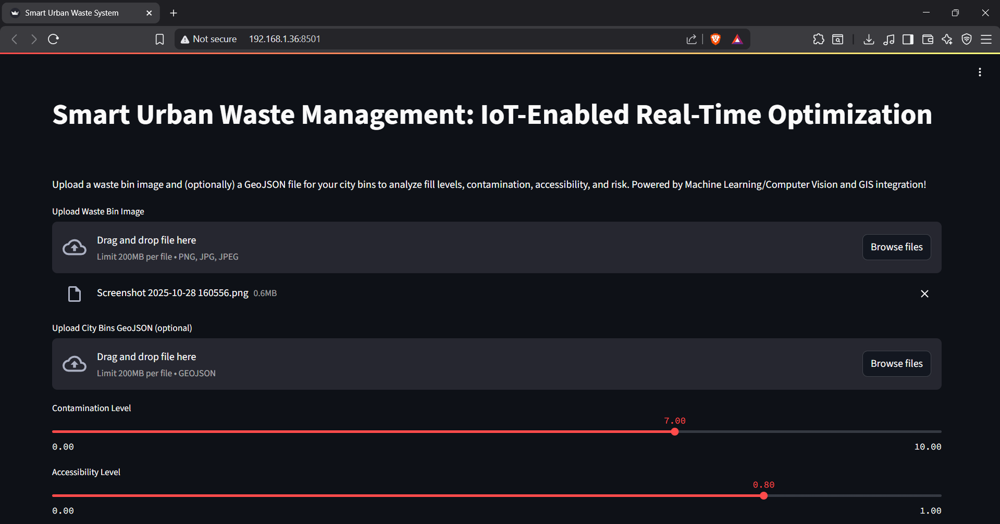 Smart Urban Waste System
Not secure 192.168.1.36:8501
Smart Urban Waste Management: IoT-Enabled Real-Time Optimization
Upload a waste bin image and (optionally) a GeoJSON file for your city bins to analyze fill levels, contamination, accessibility, and risk. Powered by Machine Learning/Computer Vision and GIS integration!
Upload Waste Bin Image
Drag and drop file here
Limit 200MB per file • PNG, JPG, JPEG
Browse files
Screenshot 2025-10-28 160556.png 0.6MB
Upload City Bins GeoJSON (optional)
Drag and drop file here
Limit 200MB per file • GEOJSON
Browse files
Contamination Level
7.00
0.00 10.00
Accessibility Level
0.80
0.00 1.00